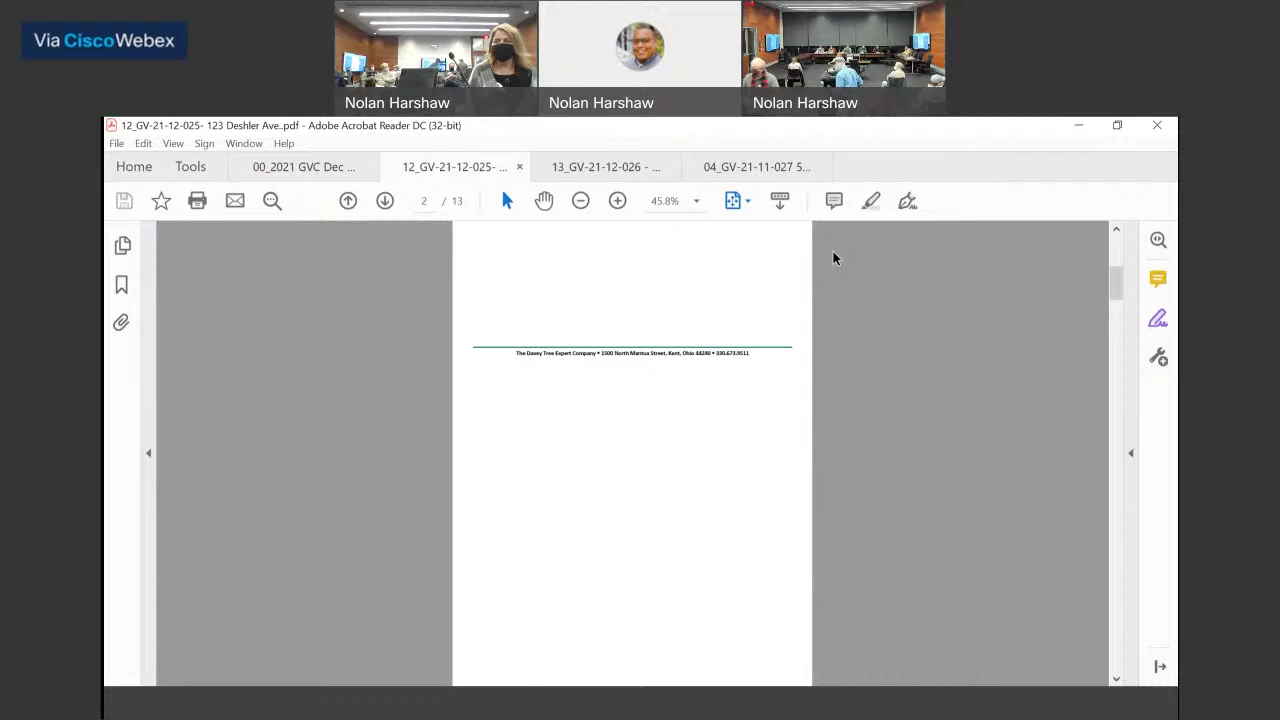 Via CiscoWebex
Nolan Harshaw
Nolan Harshaw
Nolan Harshaw
12_GV-21-12-025- 123 Deshler Ave..pdf - Adobe Acrobat Reader DC (32-bit)
File Edit View Sign Window Help
Home Tools 00_2021 GVC Dec ... 12_GV-21-12-025- ... × 13_GV-21-12-026 - ... 04_GV-21-11-027 5...
2 / 13 45.8%
The Davey Tree Expert Company • 1500 North Mantua Street, Kent, Ohio 44240 • 330.673.9511